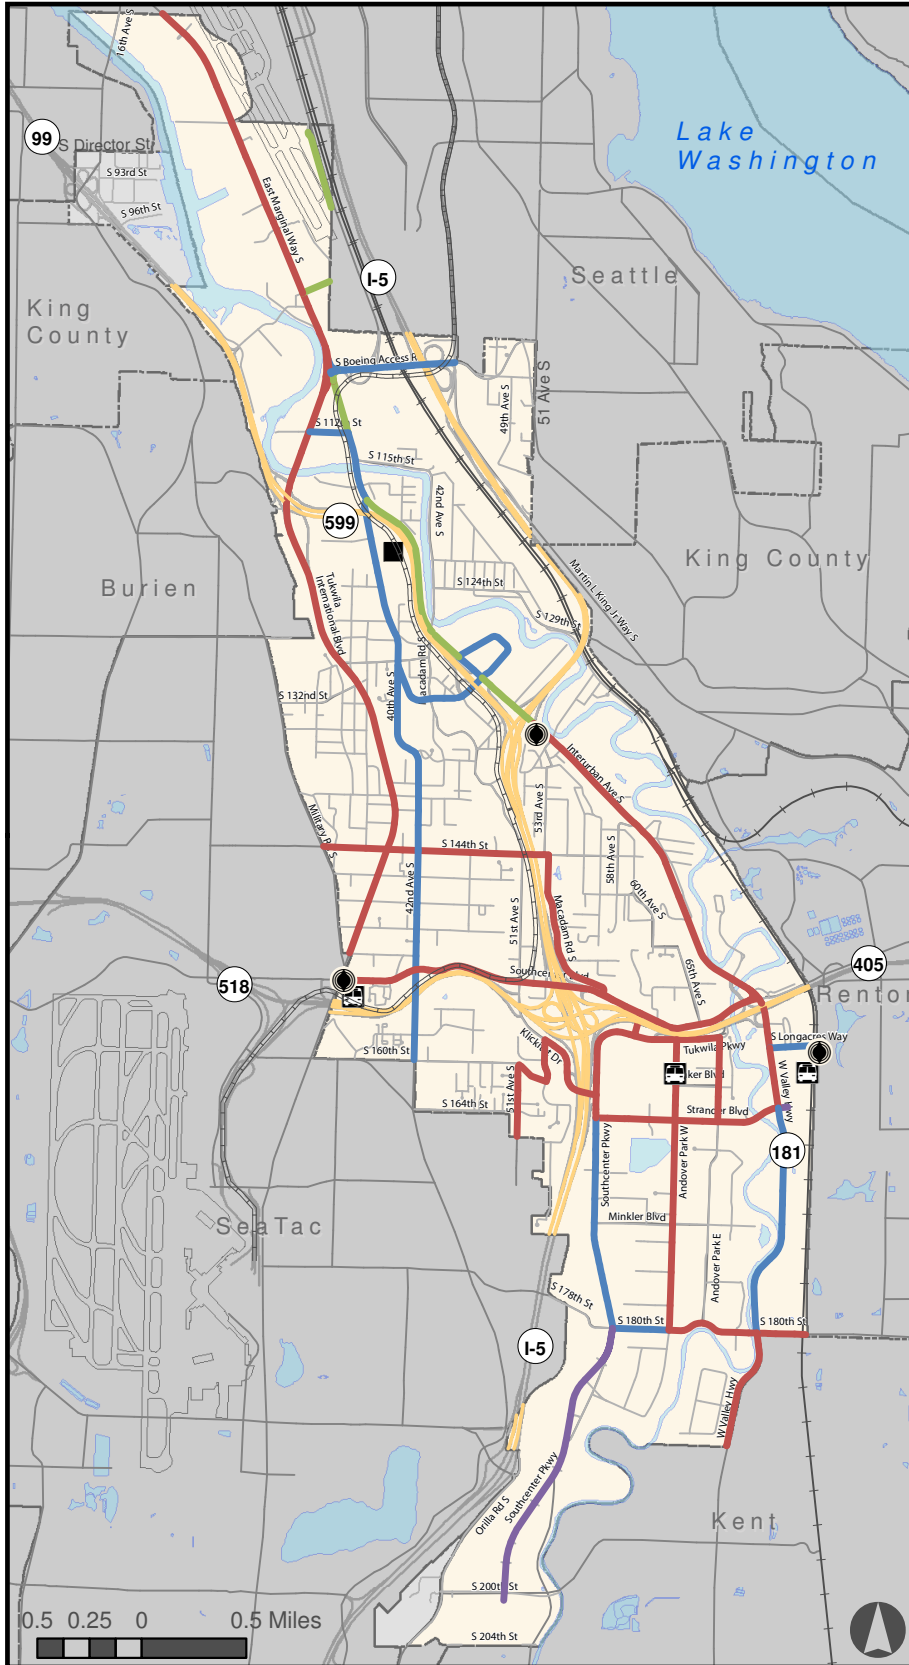 16th Ave S
99
S Director St
S 93rd St
S 96th St
Lake
Washington
East Marginal Way S
I-5
Seattle
King
County
S Boeing Access R
49th Ave S
51 Ave S
S 112th St
S 115th St
42nd Ave S
599
King County
Burien
Tukwila
International Blvd
S 124th St
Martin L King Jr Way S
S 129th St
acadam Rd S
40th Ave S
S 132nd St
Interurban Ave S
53rd Ave S
Military R S
S 144th St
58th Ave S
60th Ave S
42nd Ave S
51st Ave S
Macadam Rd S
405
518
Southcenter Blvd
65th Ave S
Renton
S Longacres Way
S 160th St
Klickitat Dr
Tukwila Pkwy
ker Blvd
W Valley Hwy
51st Ave S
S 164th St
Strander Blvd
181
Southcenter Pkwy
Andover Park W
SeaTac
Minkler Blvd
Andover Park E
S 178th St
S 180th St
S 180th St
I-5
W Valley Hwy
Southcenter Pkwy
Orilla Rd S
Kent
S 200th St
0.5 0.25 0 0.5 Miles
S 204th St